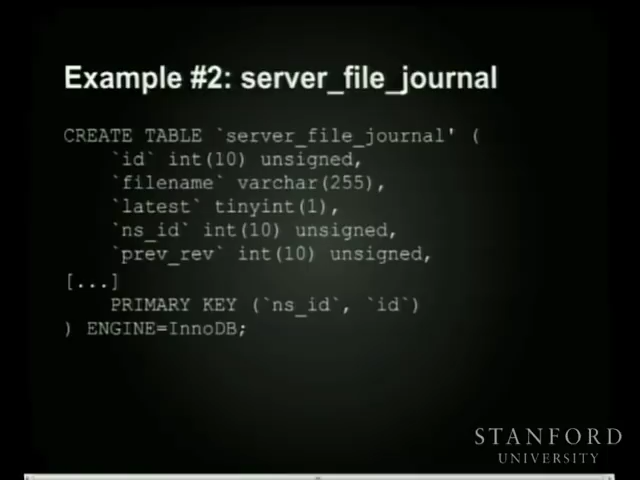 Example #2: server_file_journal
CREATE TABLE `server_file_journal' (
`id` int(10) unsigned,
`filename` varchar(255),
`latest` tinyint(1),
`ns_id` int(10) unsigned,
`prev_rev` int(10) unsigned,
[...]
PRIMARY KEY (`ns_id`, `id`)
) ENGINE=InnoDB;
STANFORD
UNIVERSITY